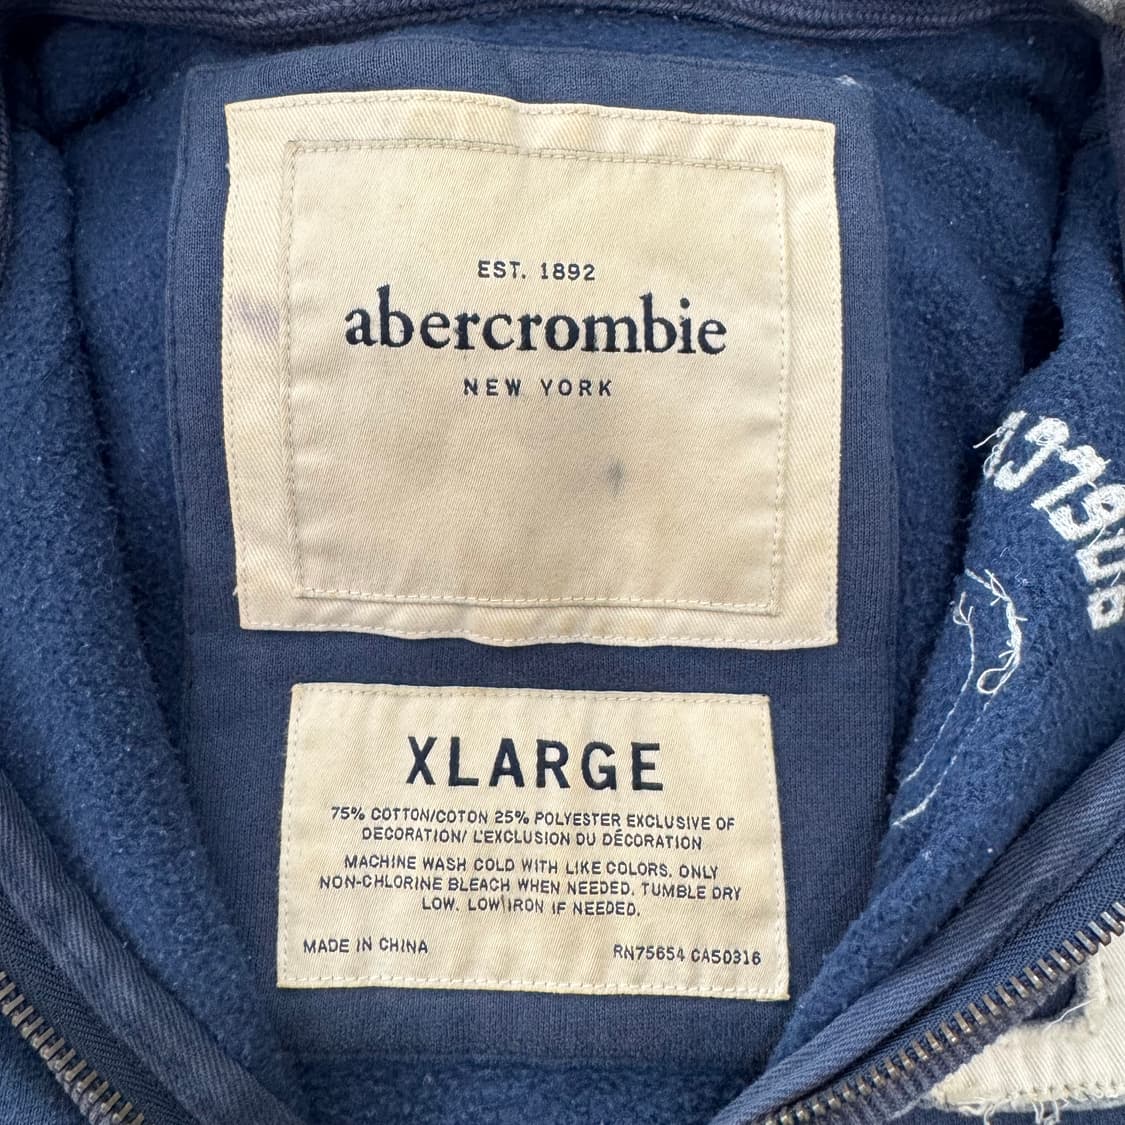 EST. 1892
abercrombie
NEW YORK
XLARGE
75% COTTON/COTON 25% POLYESTER EXCLUSIVE OF
DECORATION/ L'EXCLUSION DU DÉCORATION
MACHINE WASH COLD WITH LIKE COLORS. ONLY
NON-CHLORINE BLEACH WHEN NEEDED. TUMBLE DRY
LOW. LOW IRON IF NEEDED.
MADE IN CHINA
RN75654 CA50316